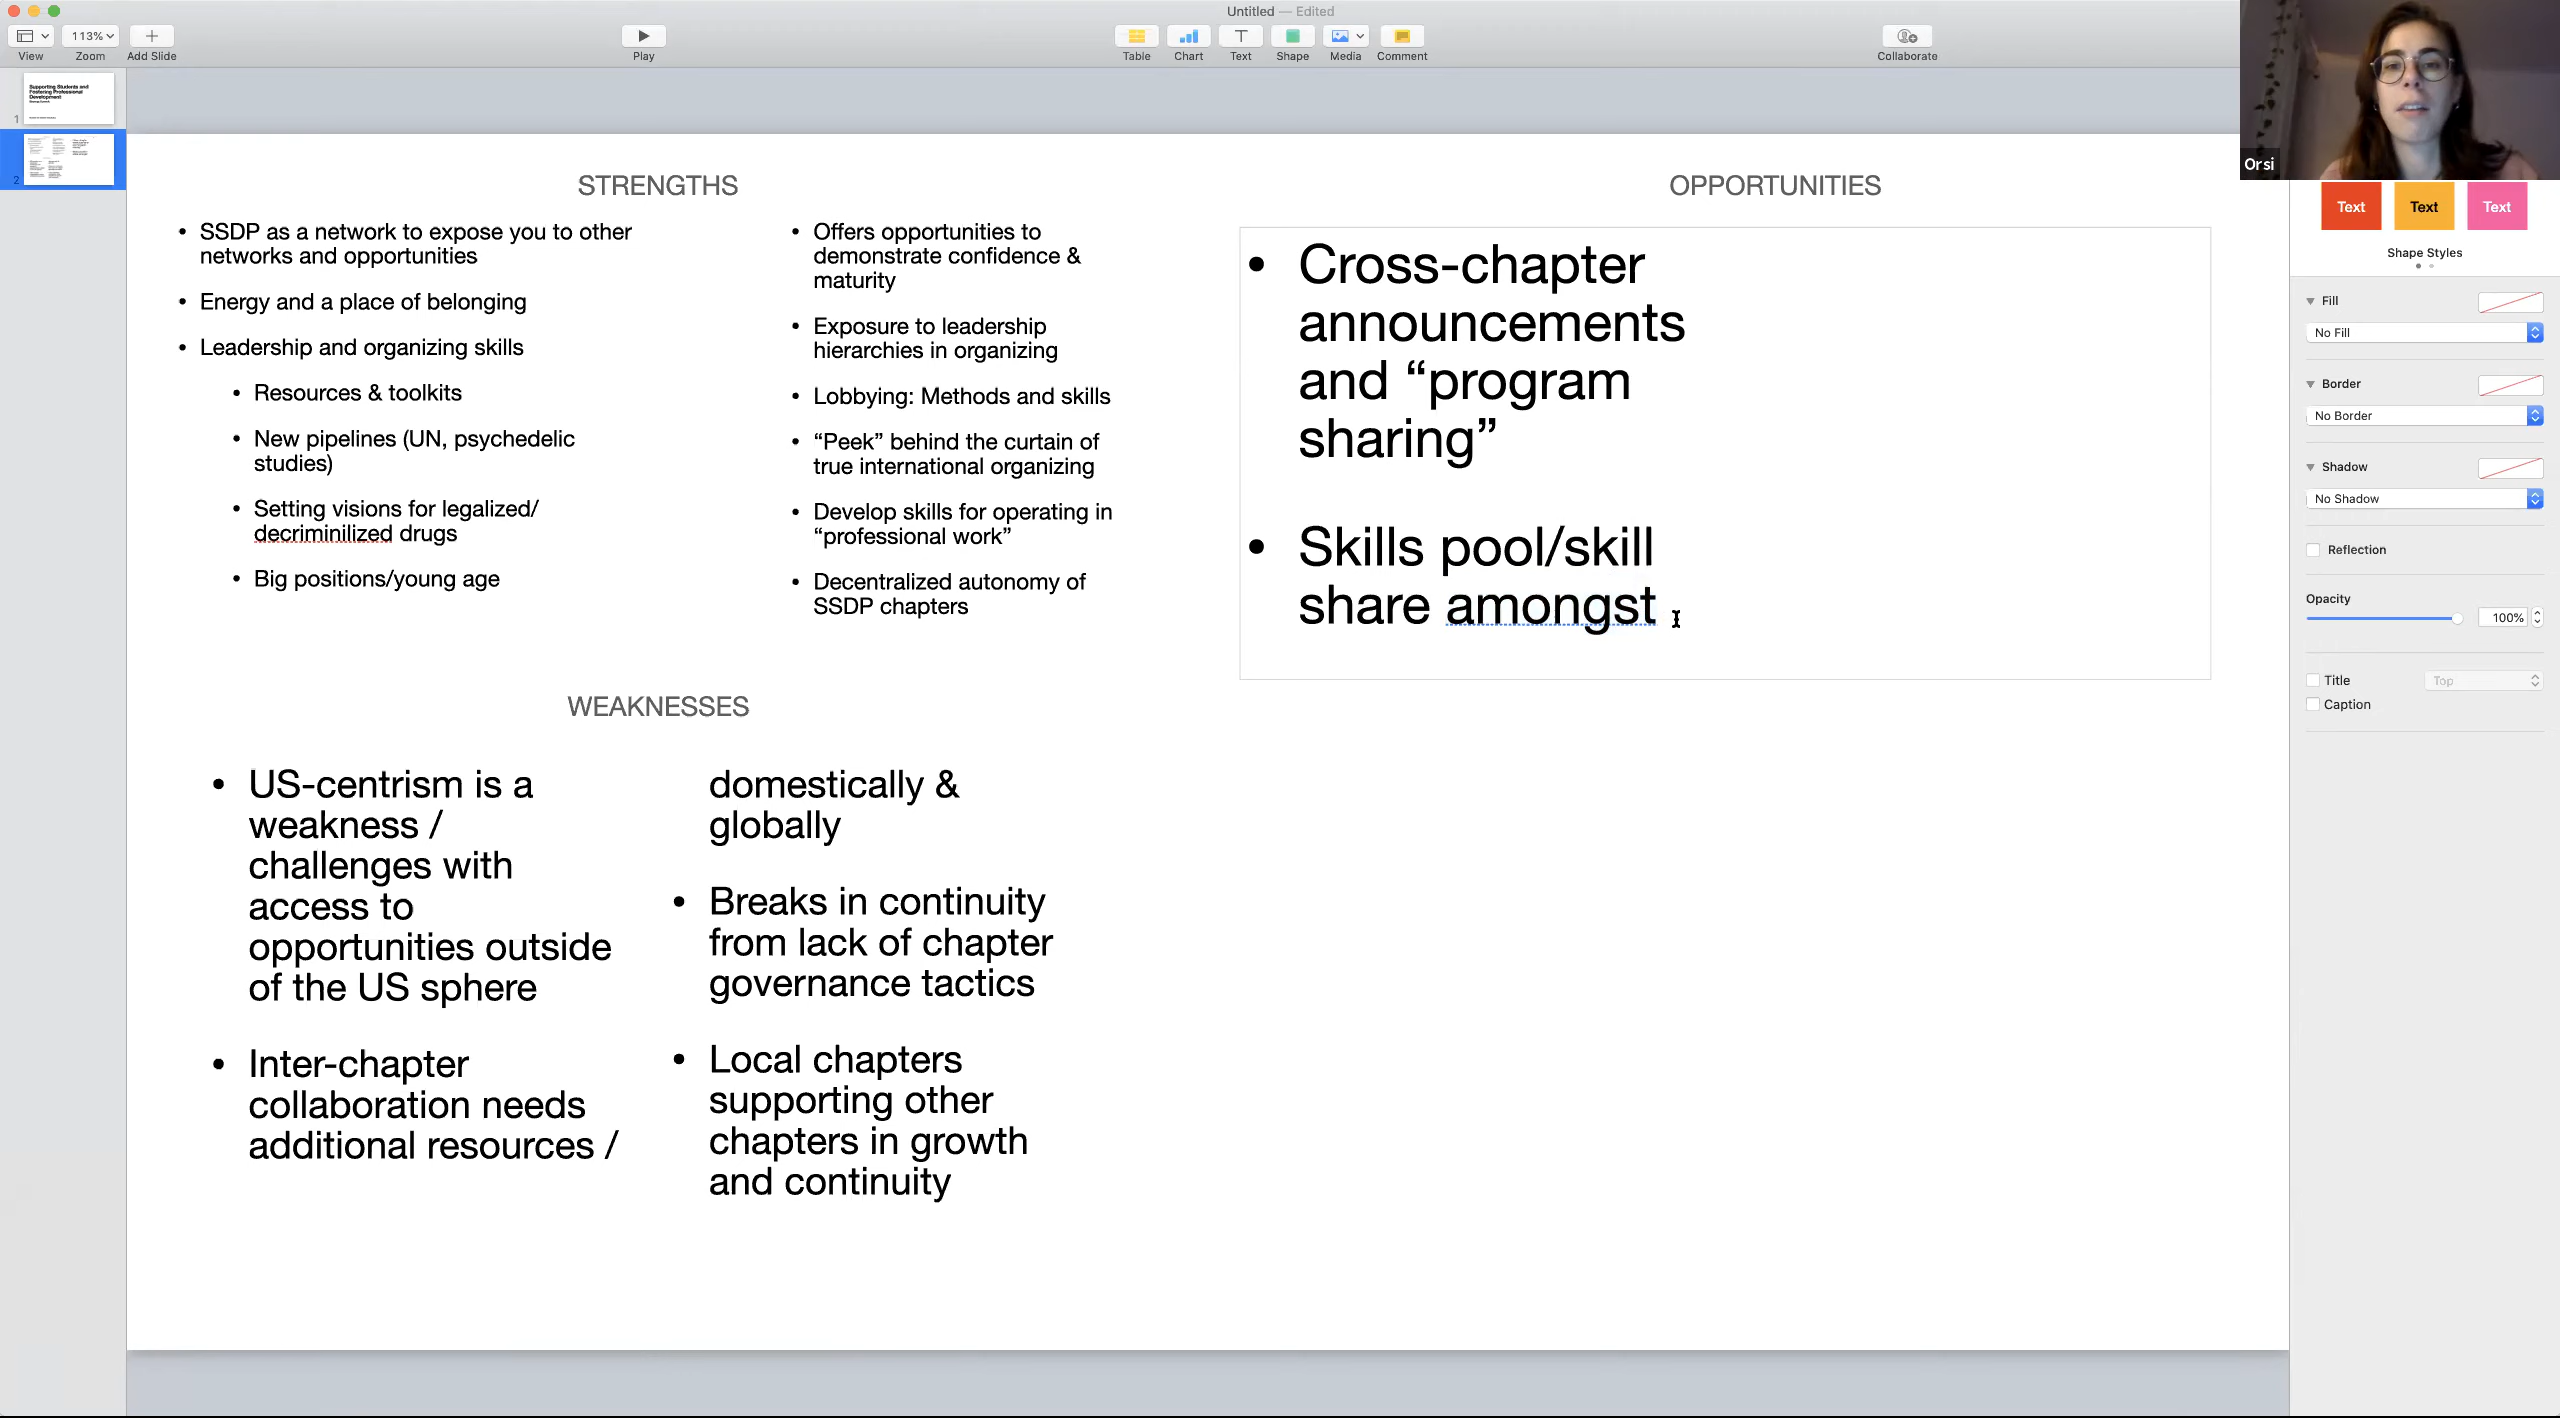 Untitled — Edited
113%
View
Zoom
Add Slide
Play
Table
Chart
Text
Shape
Media
Comment
Collaborate
1
Supporting Students and
Fostering Professional
Development
2
STRENGTHS
• SSDP as a network to expose you to other
networks and opportunities
• Energy and a place of belonging
• Leadership and organizing skills
• Resources & toolkits
• New pipelines (UN, psychedelic
studies)
• Setting visions for legalized/
decriminilized drugs
• Big positions/young age
• Offers opportunities to
demonstrate confidence &
maturity
• Exposure to leadership
hierarchies in organizing
• Lobbying: Methods and skills
• “Peek” behind the curtain of
true international organizing
• Develop skills for operating in
“professional work”
• Decentralized autonomy of
SSDP chapters
OPPORTUNITIES
• Cross-chapter
announcements
and “program
sharing”
• Skills pool/skill
share amongst
WEAKNESSES
• US-centrism is a
weakness /
challenges with
access to
opportunities outside
of the US sphere
• Inter-chapter
collaboration needs
additional resources /
domestically &
globally
• Breaks in continuity
from lack of chapter
governance tactics
• Local chapters
supporting other
chapters in growth
and continuity
Orsi
Text
Text
Text
Shape Styles
Fill
No Fill
Border
No Border
Shadow
No Shadow
Reflection
Opacity
100%
Title
Top
Caption